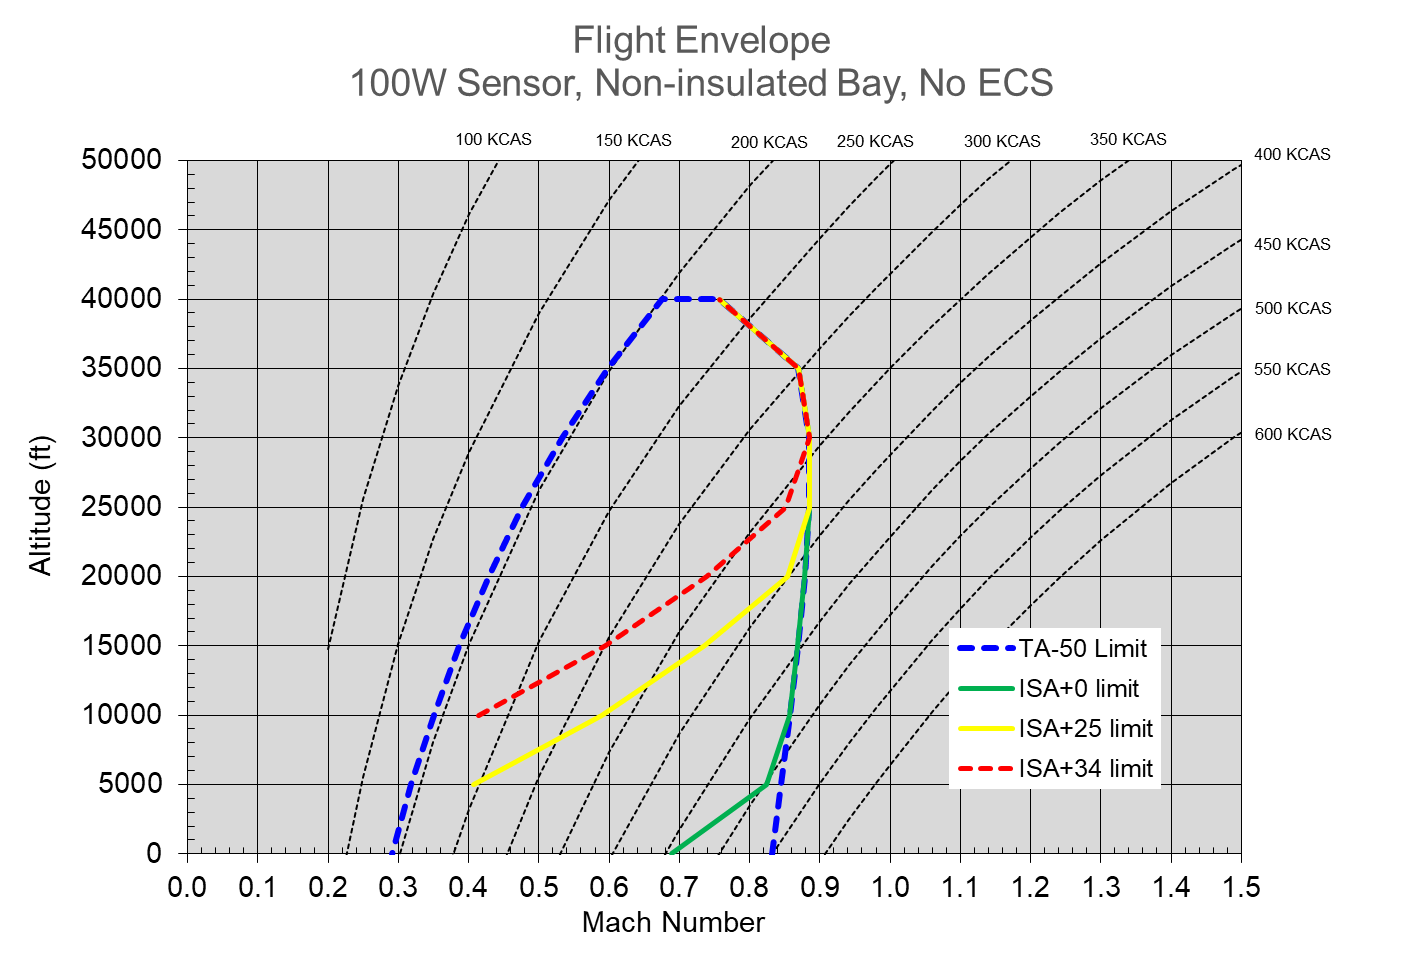 Flight Envelope
100W Sensor, Non-insulated Bay, No ECS
100 KCAS
150 KCAS
200 KCAS
250 KCAS
300 KCAS
350 KCAS
400 KCAS
450 KCAS
500 KCAS
550 KCAS
600 KCAS
50000
45000
40000
35000
30000
25000
20000
15000
10000
5000
0
Altitude (ft)
TA-50 Limit
ISA+0 limit
ISA+25 limit
ISA+34 limit
0.0 0.1 0.2 0.3 0.4 0.5 0.6 0.7 0.8 0.9 1.0 1.1 1.2 1.3 1.4 1.5
Mach Number